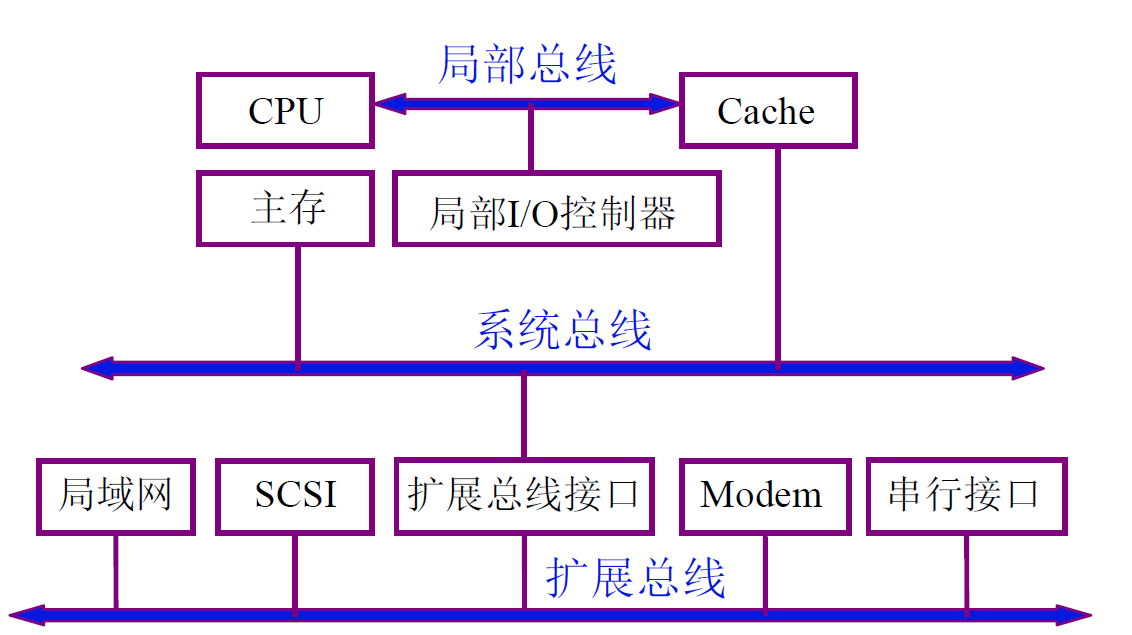 局部总线
CPU
Cache
主存
局部I/O控制器
系统总线
局域网
SCSI
扩展总线接口
Modem
串行接口
扩展总线